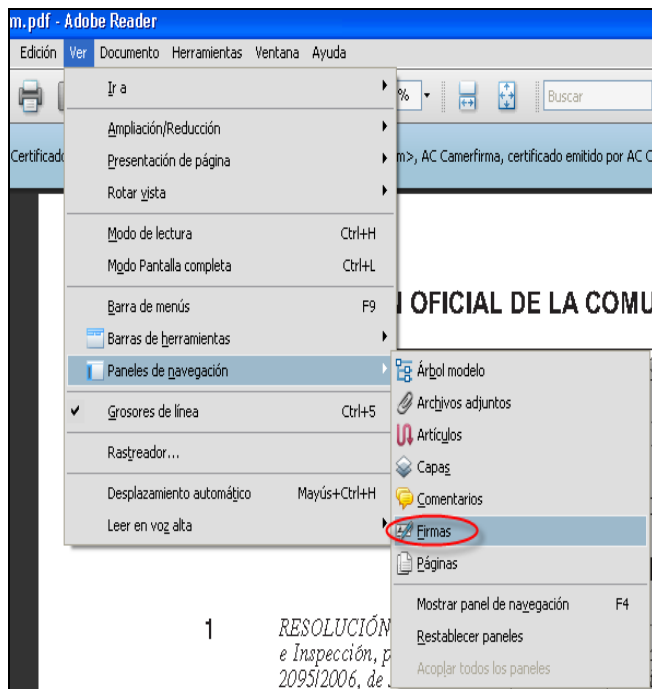 m.pdf - Adobe Reader
Edición Ver Documento Herramientas Ventana Ayuda
Ir a
% Buscar
Ampliación/Reducción
Presentación de página
m>, AC Camerfirma, certificado emitido por AC
Rotar vista
Modo de lectura Ctrl+H
Modo Pantalla completa Ctrl+L
Barra de menús F9
OFICIAL DE LA
Barras de herramientas
Paneles de navegación
Árbol modelo
Archivos adjuntos
Artículos
Capas
Comentarios
Firmas
Páginas
Mostrar panel de navegación F4
Restablecer paneles
Acoplar todos los paneles
Grosores de línea Ctrl+5
Rastreador...
Desplazamiento automático Mayús+Ctrl+H
Leer en voz alta
1 RESOLUCIÓN
e Inspección, p
2095/2006, de